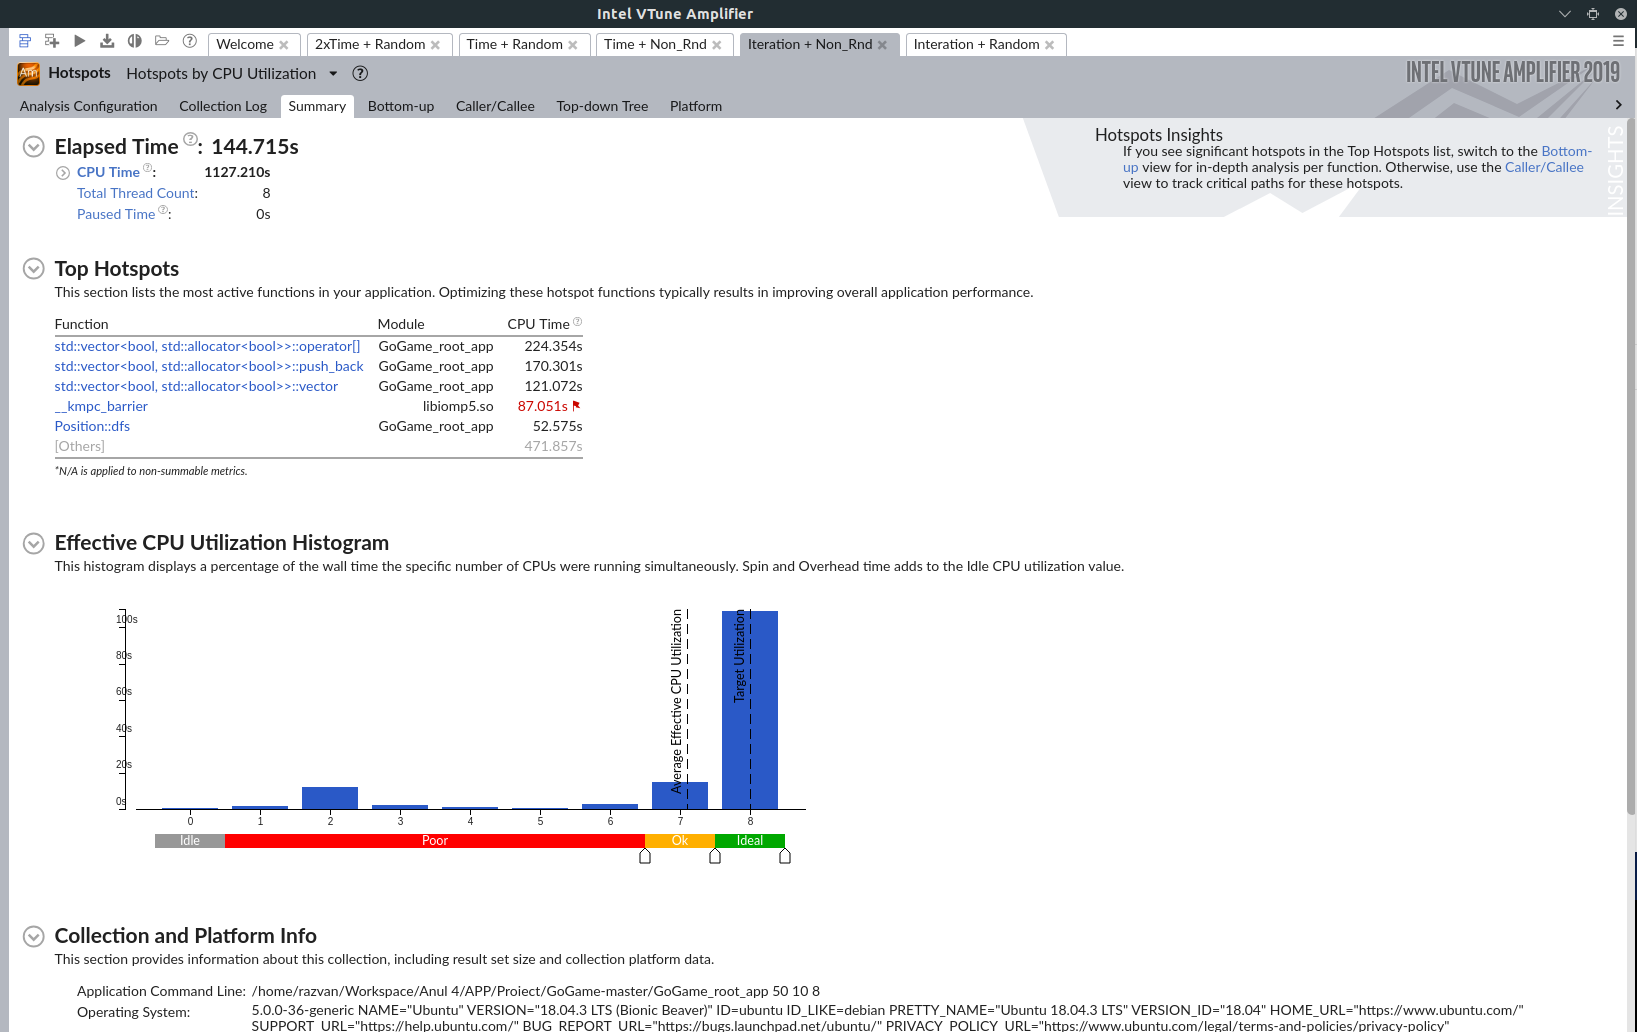 Intel VTune Amplifier
Welcome 2xTime + Random Time + Random Time + Non_Rnd Iteration + Non_Rnd Interation + Random
Hotspots Hotspots by CPU Utilization INTEL VTUNE AMPLIFIER 2019
Analysis Configuration Collection Log Summary Bottom-up Caller/Callee Top-down Tree Platform
Elapsed Time : 144.715s
CPU Time : 1127.210s
Total Thread Count: 8
Paused Time : 0s
Hotspots Insights
If you see significant hotspots in the Top Hotspots list, switch to the Bottom-
up view for in-depth analysis per function. Otherwise, use the Caller/Callee
view to track critical paths for these hotspots.
INSIGHTS
Top Hotspots
This section lists the most active functions in your application. Optimizing these hotspot functions typically results in improving overall application performance.
Function Module CPU Time
std::vector<bool, std::allocator<bool>>::operator[] GoGame_root_app 224.354s
std::vector<bool, std::allocator<bool>>::push_back GoGame_root_app 170.301s
std::vector<bool, std::allocator<bool>>::vector GoGame_root_app 121.072s
__kmpc_barrier libiomp5.so 87.051s
Position::dfs GoGame_root_app 52.575s
[Others] 471.857s
*N/A is applied to non-summable metrics.
Effective CPU Utilization Histogram
This histogram displays a percentage of the wall time the specific number of CPUs were running simultaneously. Spin and Overhead time adds to the Idle CPU utilization value.
100s
80s
60s
40s
20s
0s
Average Effective CPU Utilization
Target Utilization
0 1 2 3 4 5 6 7 8
Idle Poor Ok Ideal
Collection and Platform Info
This section provides information about this collection, including result set size and collection platform data.
Application Command Line: /home/razvan/Workspace/Anul 4/APP/Proiect/GoGame-master/GoGame_root_app 50 10 8
Operating System: 5.0.0-36-generic NAME="Ubuntu" VERSION="18.04.3 LTS (Bionic Beaver)" ID=ubuntu ID_LIKE=debian PRETTY_NAME="Ubuntu 18.04.3 LTS" VERSION_ID="18.04" HOME_URL="https://www.ubuntu.com/"
SUPPORT_URL="https://help.ubuntu.com/" BUG_REPORT_URL="https://bugs.launchpad.net/ubuntu/" PRIVACY_POLICY_URL="https://www.ubuntu.com/legal/terms-and-policies/privacy-policy"